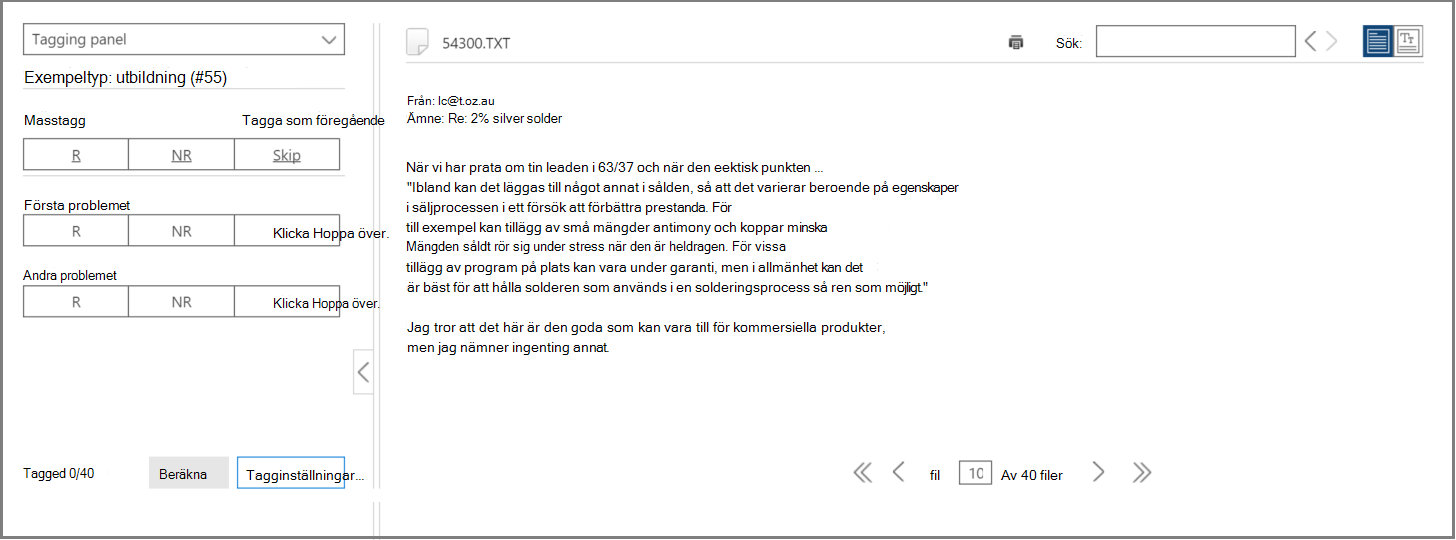 Tagging panel
54300.TXT
Sök:
Exempeltyp: utbildning (#55)
Masstagg
Tagga som föregående
R
NR
Skip
Första problemet
R
NR
Klicka Hoppa över.
Andra problemet
R
NR
Klicka Hoppa över.
Tagged 0/40
Beräkna
Tagginställningar...
Från: lc@t.oz.au
Ämne: Re: 2% silver solder
När vi har prata om tin leaden i 63/37 och när den eektisk punkten ...
"Ibland kan det läggas till något annat i sålden, så att det varierar beroende på egenskaper
i säljprocessen i ett försök att förbättra prestanda. För
till exempel kan tillägg av små mängder antimony och koppar minska
Mängden såldt rör sig under stress när den är heldragen. För vissa
tillägg av program på plats kan vara under garanti, men i allmänhet kan det
är bäst för att hålla solderen som används i en solderingsprocess så ren som möjligt."
Jag tror att det här är den goda som kan vara till för kommersiella produkter,
men jag nämner ingenting annat.
fil
10
Av 40 filer